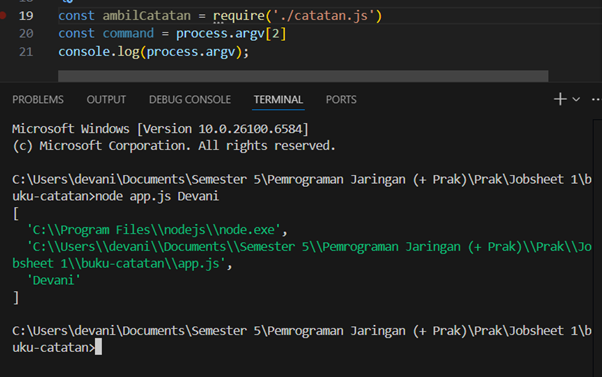 19 const ambilCatatan = require('./catatan.js')
20 const command = process.argv[2]
21 console.log(process.argv);
PROBLEMS OUTPUT DEBUG CONSOLE TERMINAL PORTS
Microsoft Windows [Version 10.0.26100.6584]
(c) Microsoft Corporation. All rights reserved.
C:\Users\devani\Documents\Semester 5\Pemrograman Jaringan (+ Prak)\Prak\Jobsheet 1\b
uku-catatan>node app.js Devani
[
'C:\\Program Files\\nodejs\\node.exe',
'C:\\Users\\devani\\Documents\\Semester 5\\Pemrograman Jaringan (+ Prak)\\Prak\\Jo
bsheet 1\\buku-catatan\\app.js',
'Devani'
]
C:\Users\devani\Documents\Semester 5\Pemrograman Jaringan (+ Prak)\Prak\Jobsheet 1\b
uku-catatan>